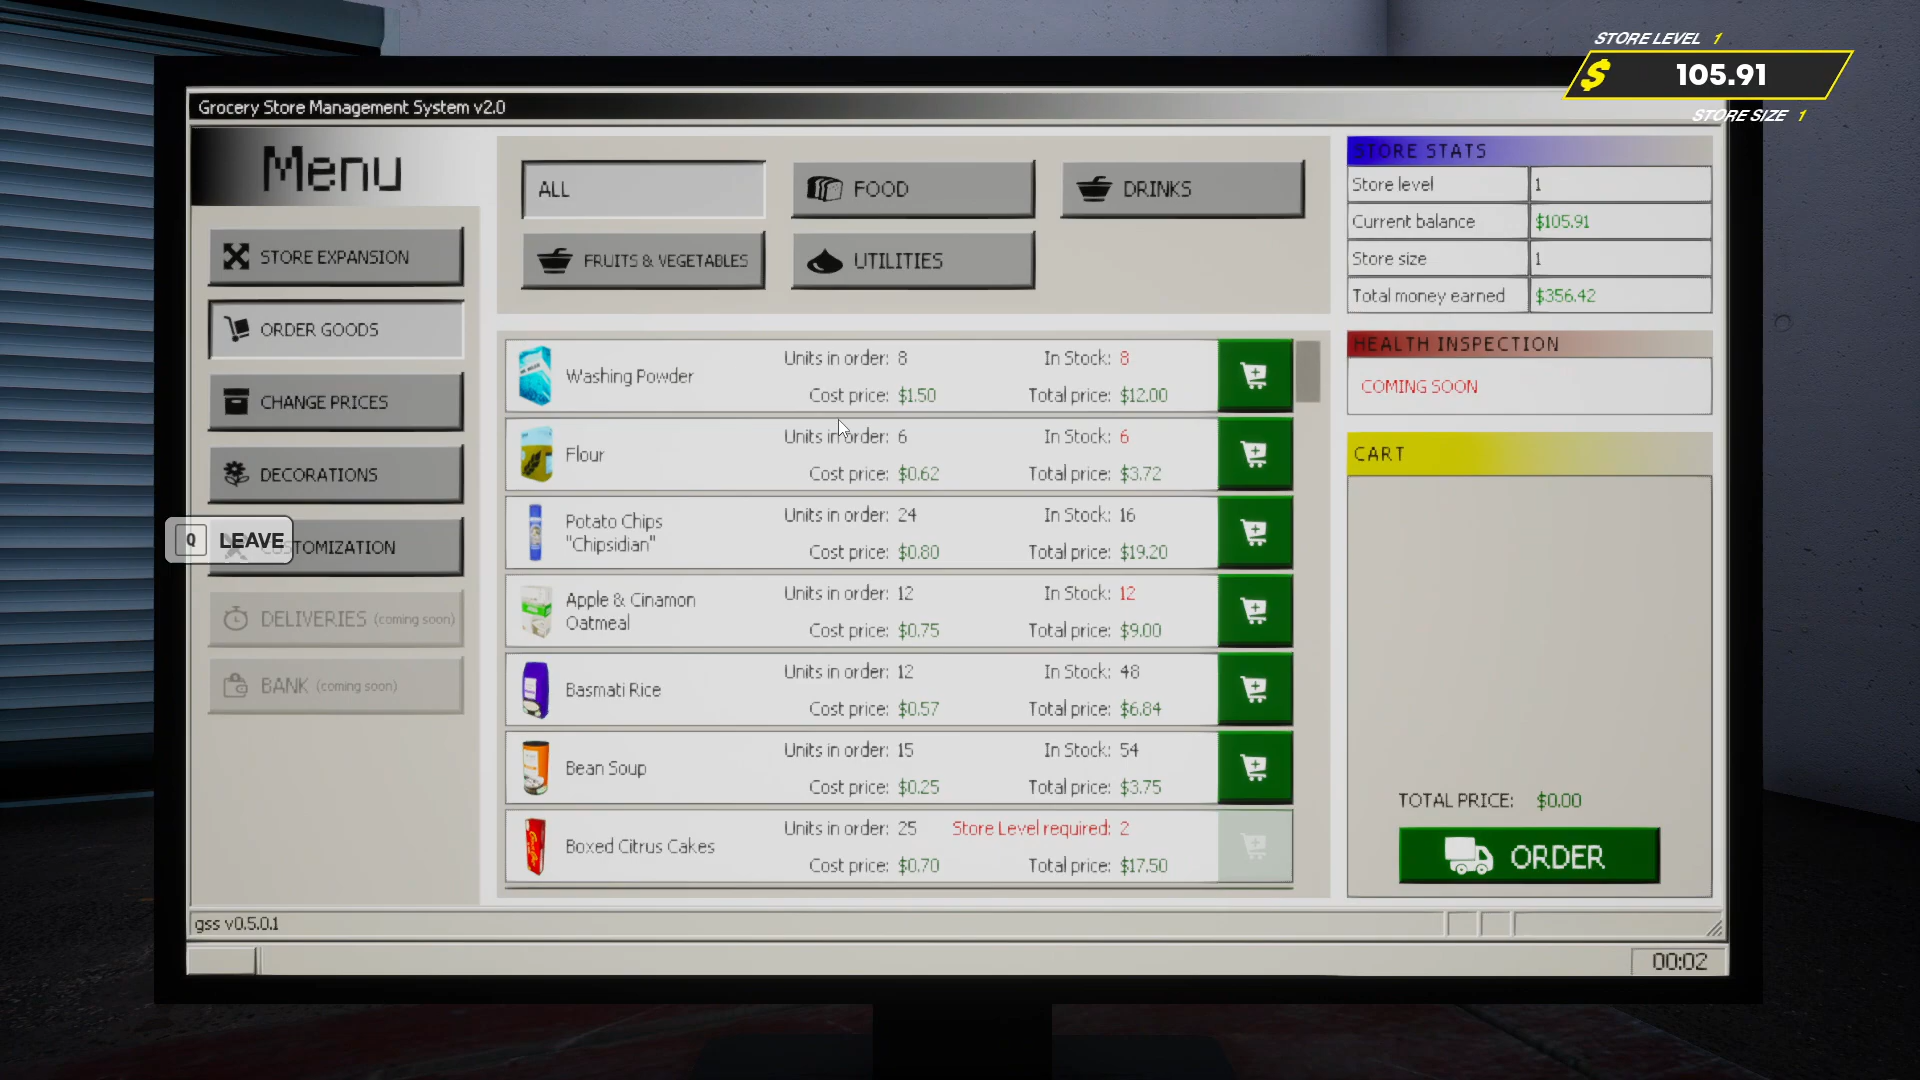 STORE LEVEL 1
$ 105.91
STORE SIZE 1
Grocery Store Management System v2.0
Menu
STORE EXPANSION
ORDER GOODS
CHANGE PRICES
DECORATIONS
Q LEAVE
STOMIZATION
DELIVERIES (coming soon)
BANK (coming soon)
ALL
FOOD
DRINKS
FRUITS & VEGETABLES
UTILITIES
Washing Powder
Units in order: 8
In Stock: 8
Cost price: $1.50
Total price: $12.00
Flour
Units in order: 6
In Stock: 6
Cost price: $0.62
Total price: $3.72
Potato Chips
"Chipsidian"
Units in order: 24
In Stock: 16
Cost price: $0.80
Total price: $19.20
Apple & Cinamon
Oatmeal
Units in order: 12
In Stock: 12
Cost price: $0.75
Total price: $9.00
Basmati Rice
Units in order: 12
In Stock: 48
Cost price: $0.57
Total price: $6.84
Bean Soup
Units in order: 15
In Stock: 54
Cost price: $0.25
Total price: $3.75
Boxed Citrus Cakes
Units in order: 25
Store Level required: 2
Cost price: $0.70
Total price: $17.50
STORE STATS
Store level 1
Current balance $105.91
Store size 1
Total money earned $356.42
HEALTH INSPECTION
COMING SOON
CART
TOTAL PRICE: $0.00
ORDER
gss v0.5.0.1
00:02